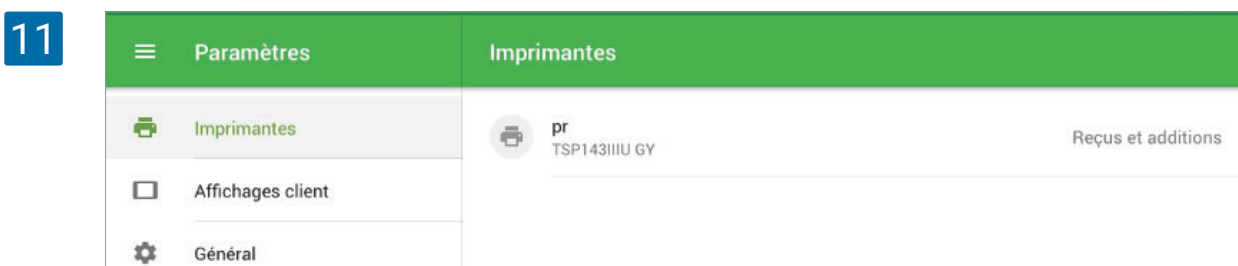 11
Paramètres
Imprimantes
Imprimantes
pr
TSP143IIIU GY
Reçus et additions
Affichages client
Général